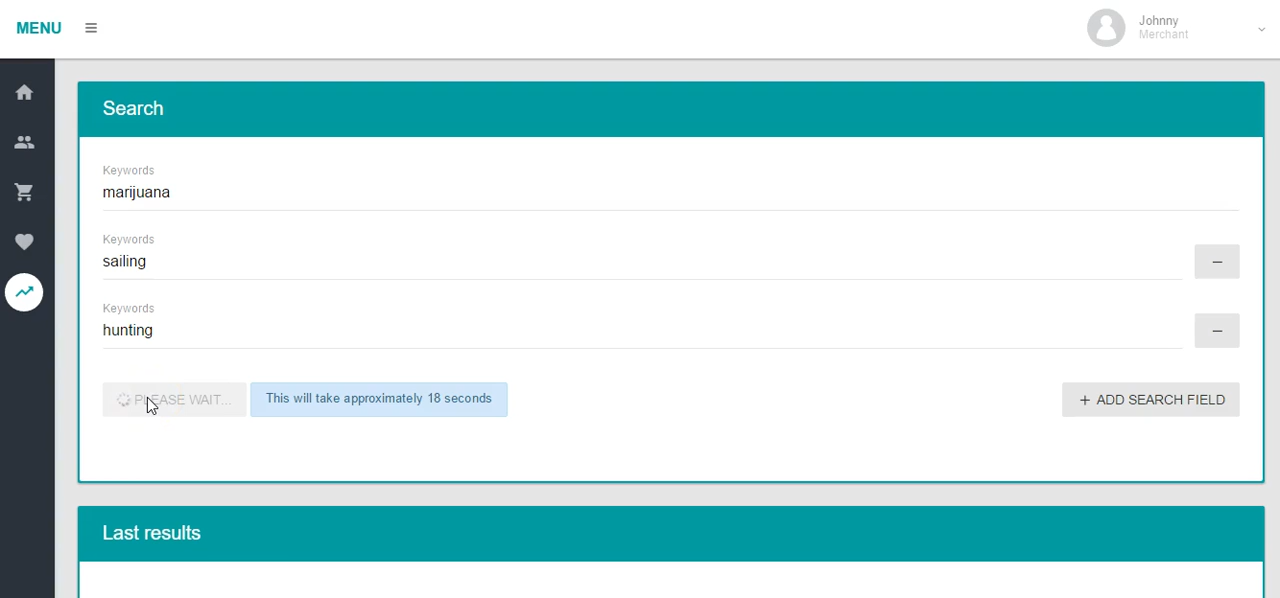 MENU
Johnny
Merchant
Search
Keywords
marijuana
Keywords
sailing
Keywords
hunting
PLEASE WAIT...
This will take approximately 18 seconds
+ ADD SEARCH FIELD
Last results